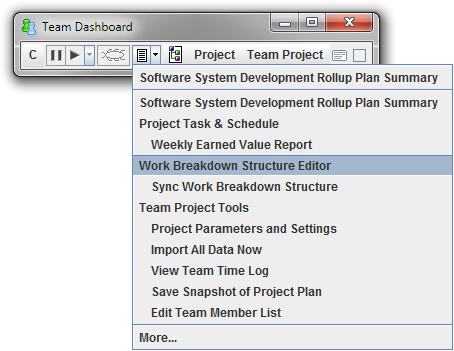 Team Dashboard
C Project Team Project
Software System Development Rollup Plan Summary
Software System Development Rollup Plan Summary
Project Task & Schedule
Weekly Earned Value Report
Work Breakdown Structure Editor
Sync Work Breakdown Structure
Team Project Tools
Project Parameters and Settings
Import All Data Now
View Team Time Log
Save Snapshot of Project Plan
Edit Team Member List
More...